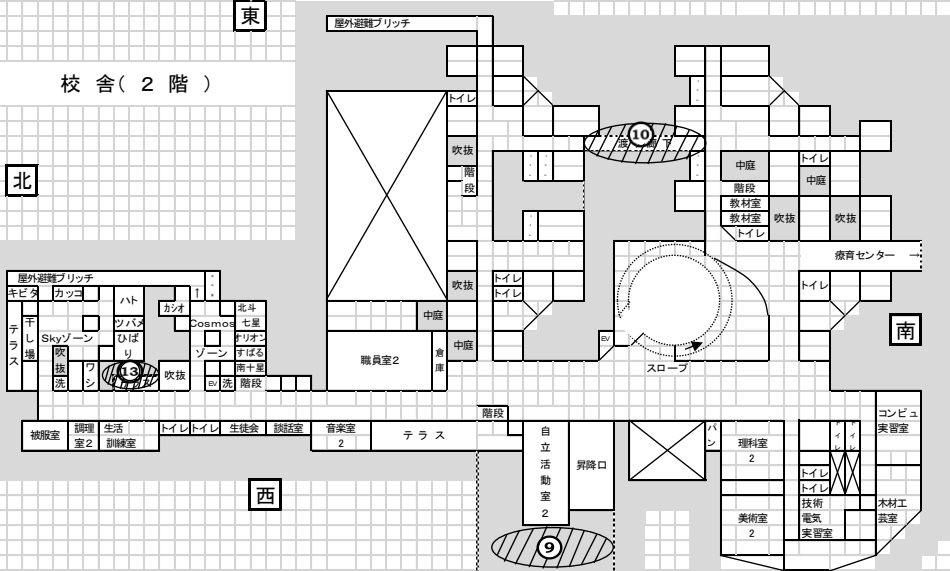 東
屋外避難ブリッチ
校 舎( 2 階 )
トイレ
⑩
吹抜
階
段
中庭
トイレ
中庭
階段
教材室
教材室
吹抜
吹抜
トイレ
北
療育センター →
屋外避難ブリッチ
トイレ
トイレ
トイレ
吹抜
キビタ
カッコ
ハト
カシオ
↑
北斗
中庭
テラス
干し場
ツバメ
Cosmos
七星
南
Skyゾーン
ひばり
オリオン
EV
中庭
吹抜
ゾーン
すばる
職員室2
倉庫
ワシ
⑬
吹抜
南十星
スロープ
洗
EV
洗
階段
階段
コンピュ
実習室
被服室
調理
室2
生活
訓練室
トイレ
トイレ
生徒会
談話室
音楽室
2
テラス
自立活動室2
昇降口
パン
理科室
2
トイレ
トイレ
トイレ
トイレ
西
技術
電気
実習室
木材工
芸室
美術室
2
⑨